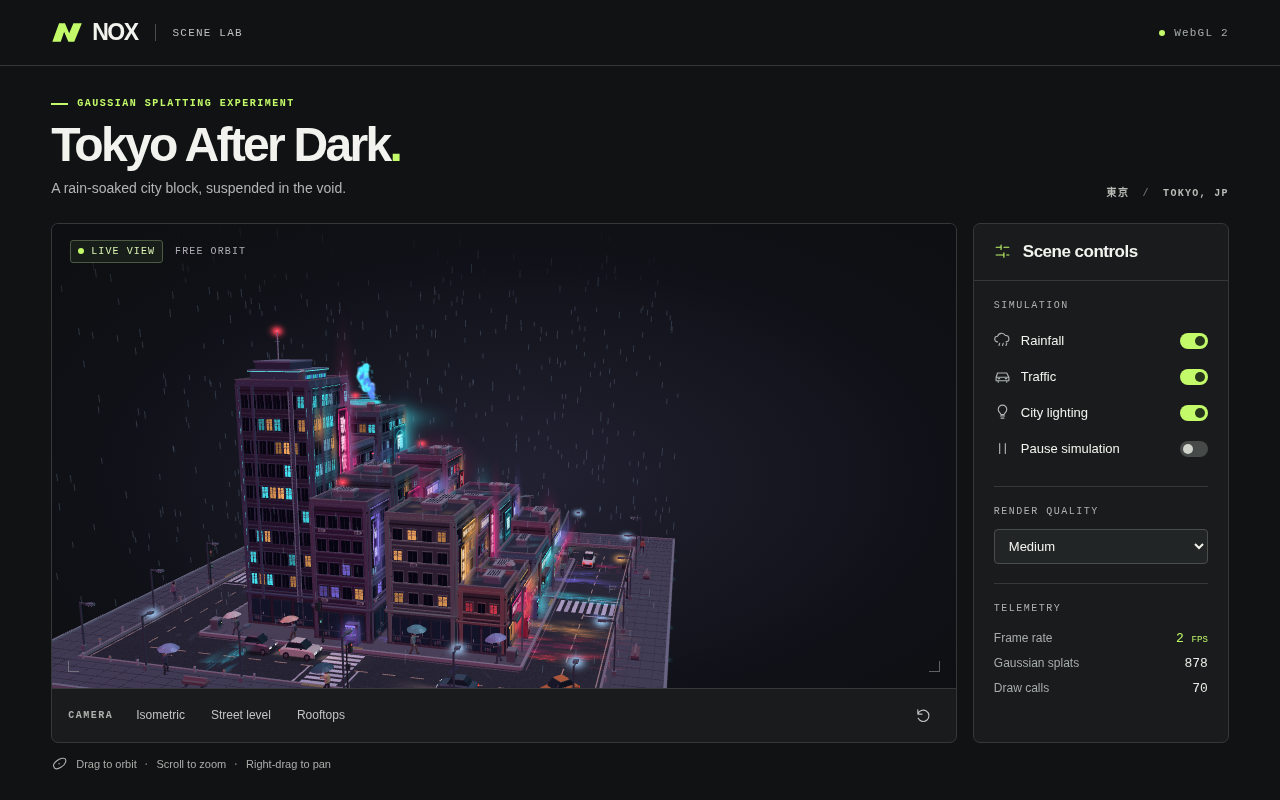 NOX
SCENE LAB
WebGL 2
GAUSSIAN SPLATTING EXPERIMENT
Tokyo After Dark.
A rain-soaked city block, suspended in the void.
東京 / TOKYO, JP
LIVE VIEW
FREE ORBIT
Scene controls
SIMULATION
Rainfall
Traffic
City lighting
Pause simulation
RENDER QUALITY
Medium
TELEMETRY
Frame rate 2 FPS
Gaussian splats 878
Draw calls 70
CAMERA Isometric Street level Rooftops
Drag to orbit · Scroll to zoom · Right-drag to pan